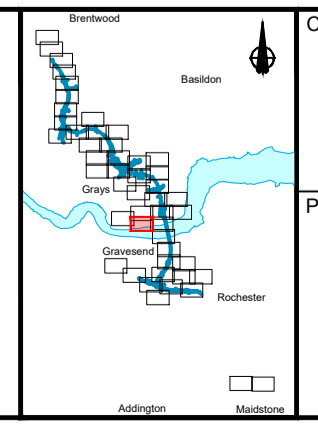 Brentwood
C
Basildon
Grays
P
Gravesend
Rochester
Addington
Maidstone